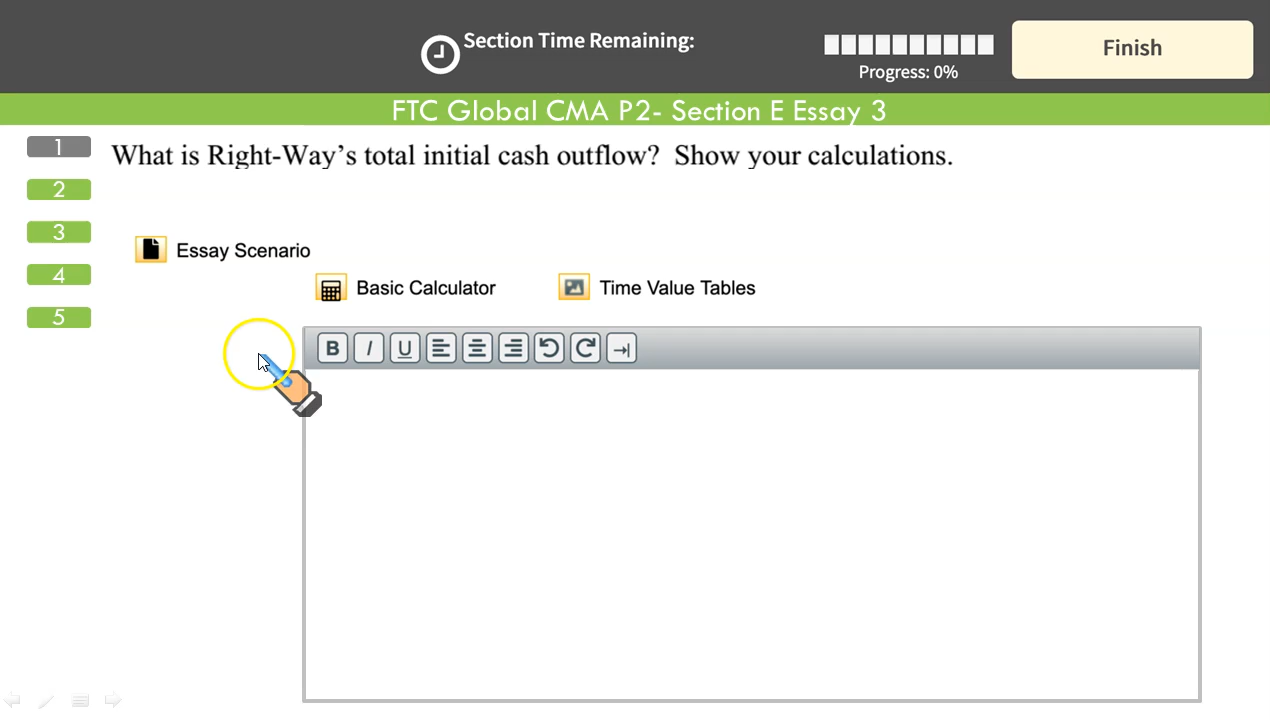 Section Time Remaining:
Progress: 0%
Finish
FTC Global CMA P2- Section E Essay 3
1
What is Right-Way’s total initial cash outflow?  Show your calculations.
2
3
4
5
Essay Scenario
Basic Calculator
Time Value Tables
B I U